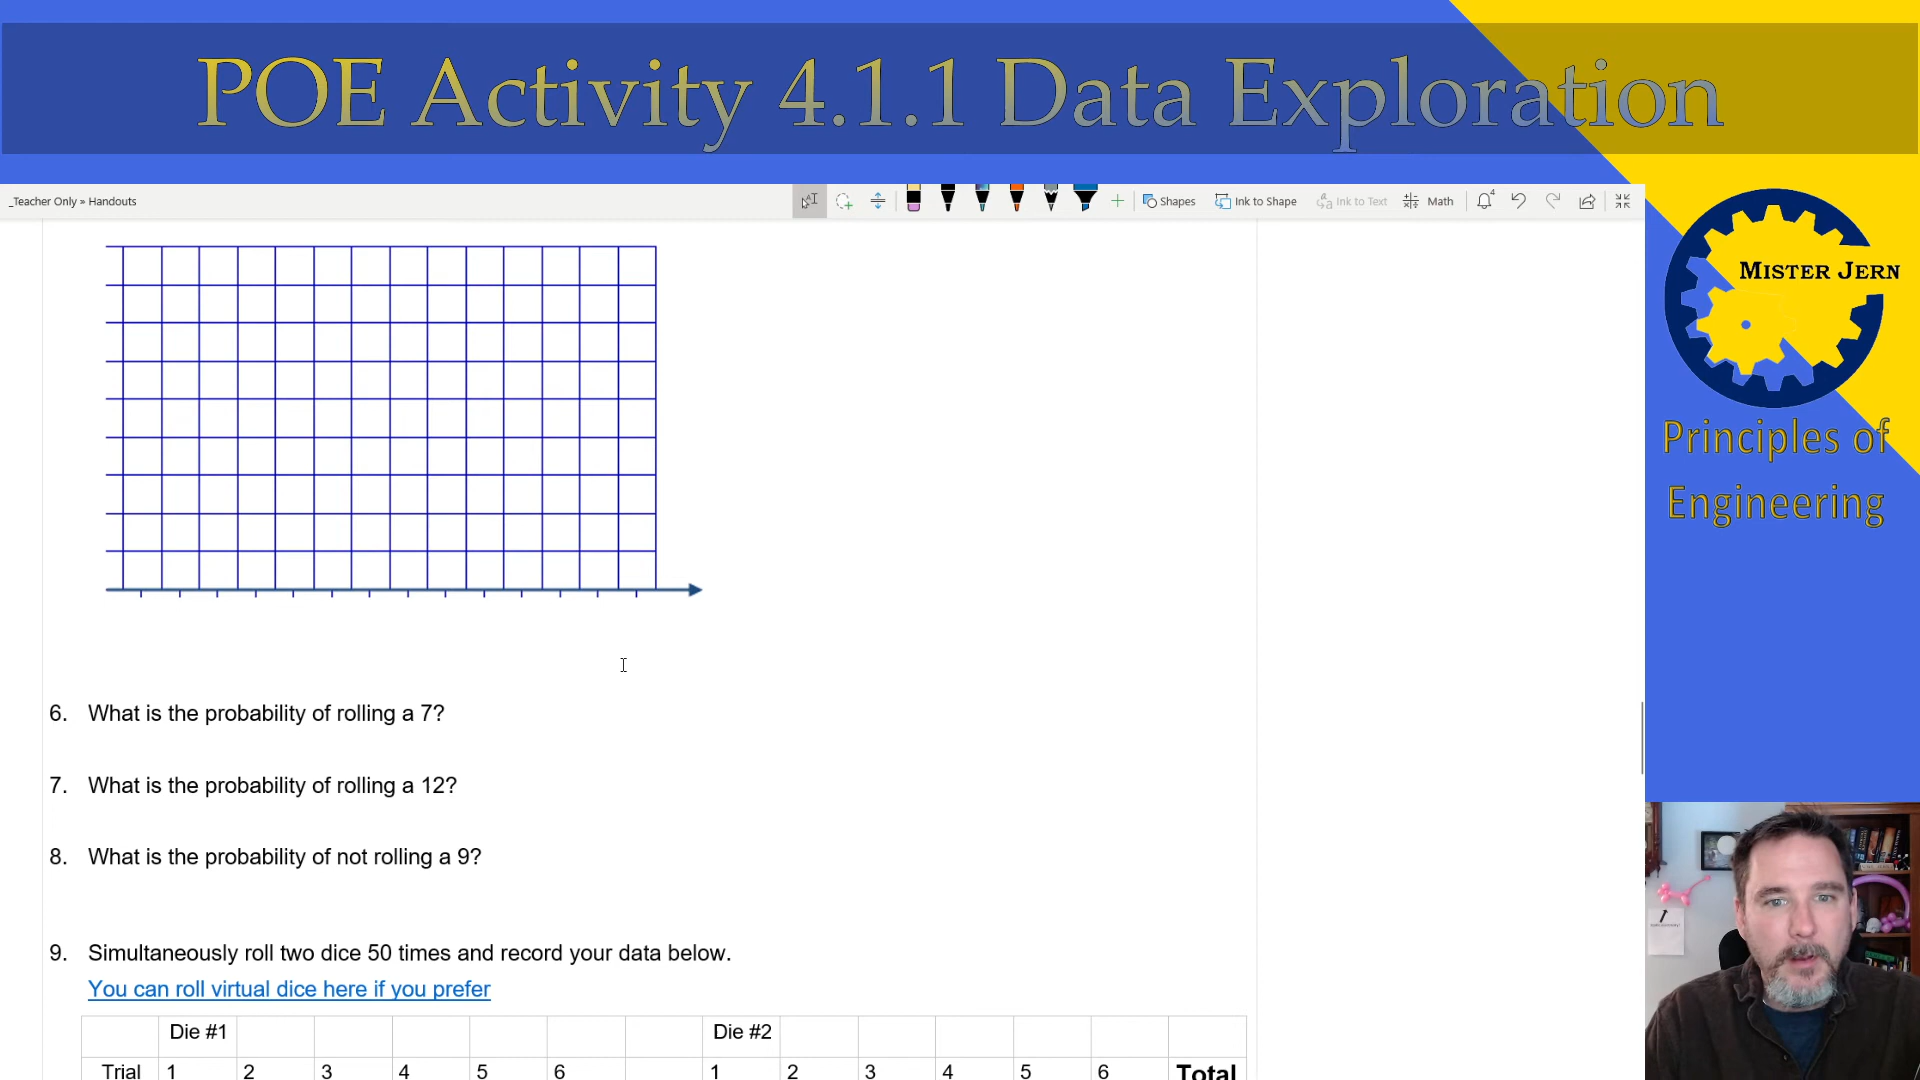 POE Activity 4.1.1 Data Exploration
_Teacher Only » Handouts
Shapes
Ink to Shape
Ink to Text
Math
4
MISTER JERN
Principles of
Engineering
6. What is the probability of rolling a 7?
7. What is the probability of rolling a 12?
8. What is the probability of not rolling a 9?
9. Simultaneously roll two dice 50 times and record your data below.
You can roll virtual dice here if you prefer
Die #1 Die #2
Trial 1 2 3 4 5 6 1 2 3 4 5 6 Total